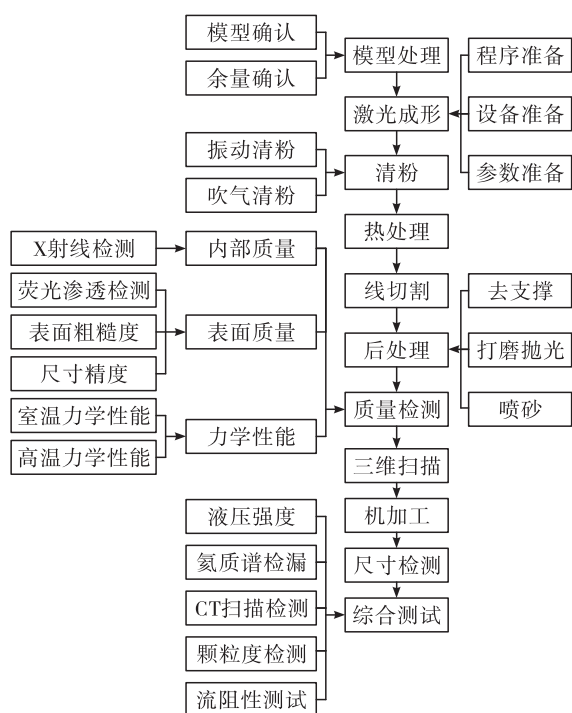 模型确认
余量确认
模型处理
程序准备
激光成形
设备准备
参数准备
振动清粉
吹气清粉
清粉
热处理
X射线检测
内部质量
线切割
荧光渗透检测
表面粗糙度
尺寸精度
表面质量
后处理
去支撑
打磨抛光
喷砂
室温力学性能
高温力学性能
力学性能
质量检测
三维扫描
机加工
尺寸检测
液压强度
氦质谱检漏
CT扫描检测
颗粒度检测
流阻性测试
综合测试